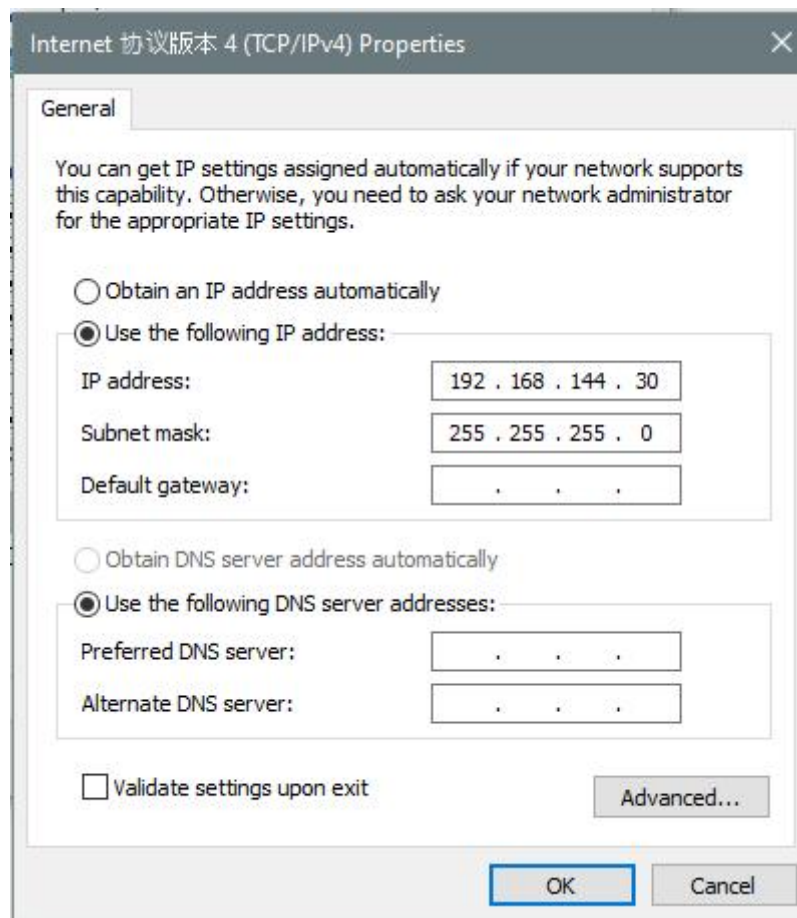 Internet 协议版本 4 (TCP/IPv4) Properties
General
You can get IP settings assigned automatically if your network supports
this capability. Otherwise, you need to ask your network administrator
for the appropriate IP settings.
Obtain an IP address automatically
Use the following IP address:
IP address: 192 . 168 . 144 . 30
Subnet mask: 255 . 255 . 255 . 0
Default gateway: . . .
Obtain DNS server address automatically
Use the following DNS server addresses:
Preferred DNS server: . . .
Alternate DNS server: . . .
Validate settings upon exit
Advanced...
OK Cancel